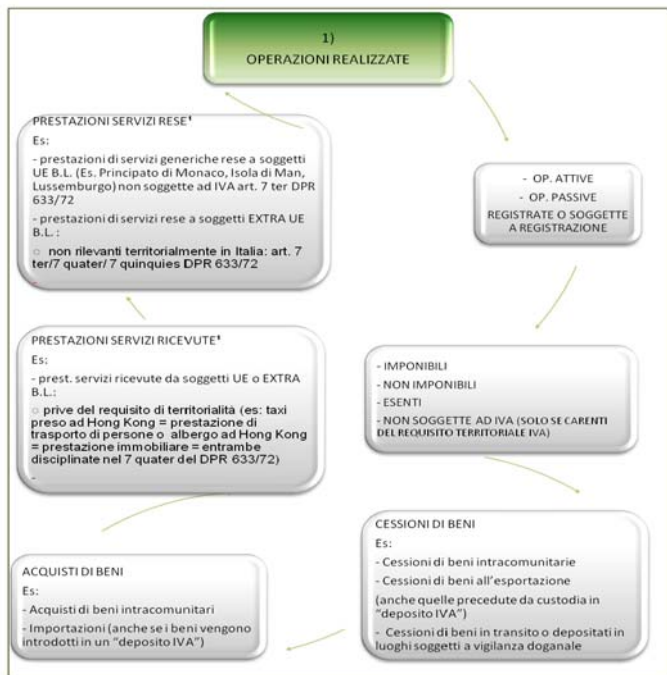 1)
OPERAZIONI REALIZZATE
- OP. ATTIVE
- OP. PASSIVE
REGISTRATE O SOGGETTE
A REGISTRAZIONE
- IMPONIBILI
- NON IMPONIBILI
- ESENTI
- NON SOGGETTE AD IVA (SOLO SE CARENTI
DEL REQUISITO TERRITORIALE IVA)
CESSIONI DI BENI
Es:
- Cessioni di beni intracomunitarie
- Cessioni di beni all'esportazione
(anche quelle precedute da custodia in
"deposito IVA")
- Cessioni di beni in transito o depositati in
luoghi soggetti a vigilanza doganale
ACQUISTI DI BENI
Es:
- Acquisti di beni intracomunitari
- Importazioni (anche se i beni vengono
introdotti in un "deposito IVA")
PRESTAZIONI SERVIZI RICEVUTE¹
Es:
- prest. servizi ricevute da soggetti UE o EXTRA
B.L.:
○ prive del requisito di territorialità (es: taxi
preso ad Hong Kong = prestazione di
trasporto di persone o albergo ad Hong Kong
= prestazione immobiliare = entrambe
disciplinate nel 7 quater del DPR 633/72)
-
PRESTAZIONI SERVIZI RESE¹
Es:
- prestazioni di servizi generiche rese a soggetti
UE B.L. (Es. Principato di Monaco, Isola di Man,
Lussemburgo) non soggette ad IVA art. 7 ter DPR
633/72
- prestazioni di servizi rese a soggetti EXTRA UE
B.L. :
○ non rilevanti territorialmente in Italia: art. 7
ter/7 quater/ 7 quinquies DPR 633/72
-